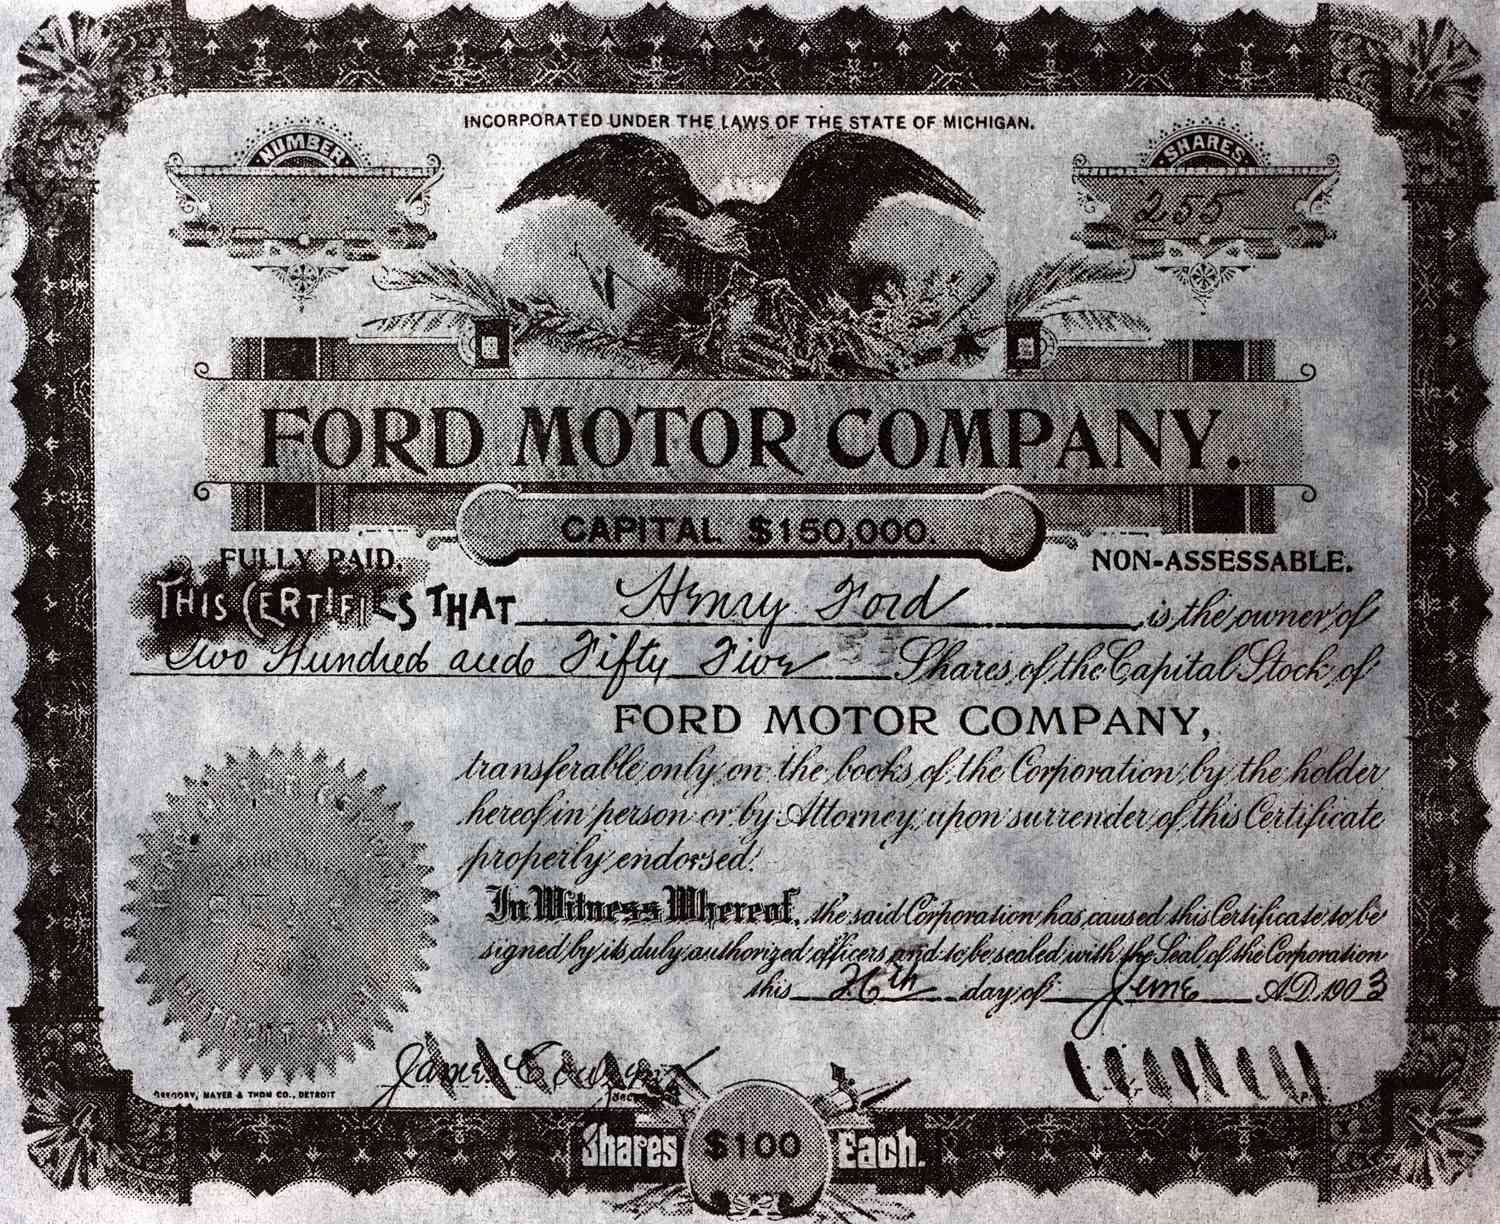 INCORPORATED UNDER THE LAWS OF THE STATE OF MICHIGAN.
NUMBER
SHARES
255
FORD MOTOR COMPANY.
CAPITAL $150,000.
FULLY PAID.
NON-ASSESSABLE.
THIS CERTIFIES THAT Henry Ford is the owner of
Two Hundred and Fifty Five Shares of the Capital Stock of
FORD MOTOR COMPANY,
transferable only on the books of the Corporation by the holder
hereof in person or by Attorney, upon surrender of this Certificate
properly endorsed.
In Witness Whereof, the said Corporation has caused this Certificate to be
signed by its duly authorized officers and to be sealed with the Seal of the Corporation
this 26th day of June A.D. 1903
James
GREGORY, MAYER & THOM CO., DETROIT
Shares $100 Each.